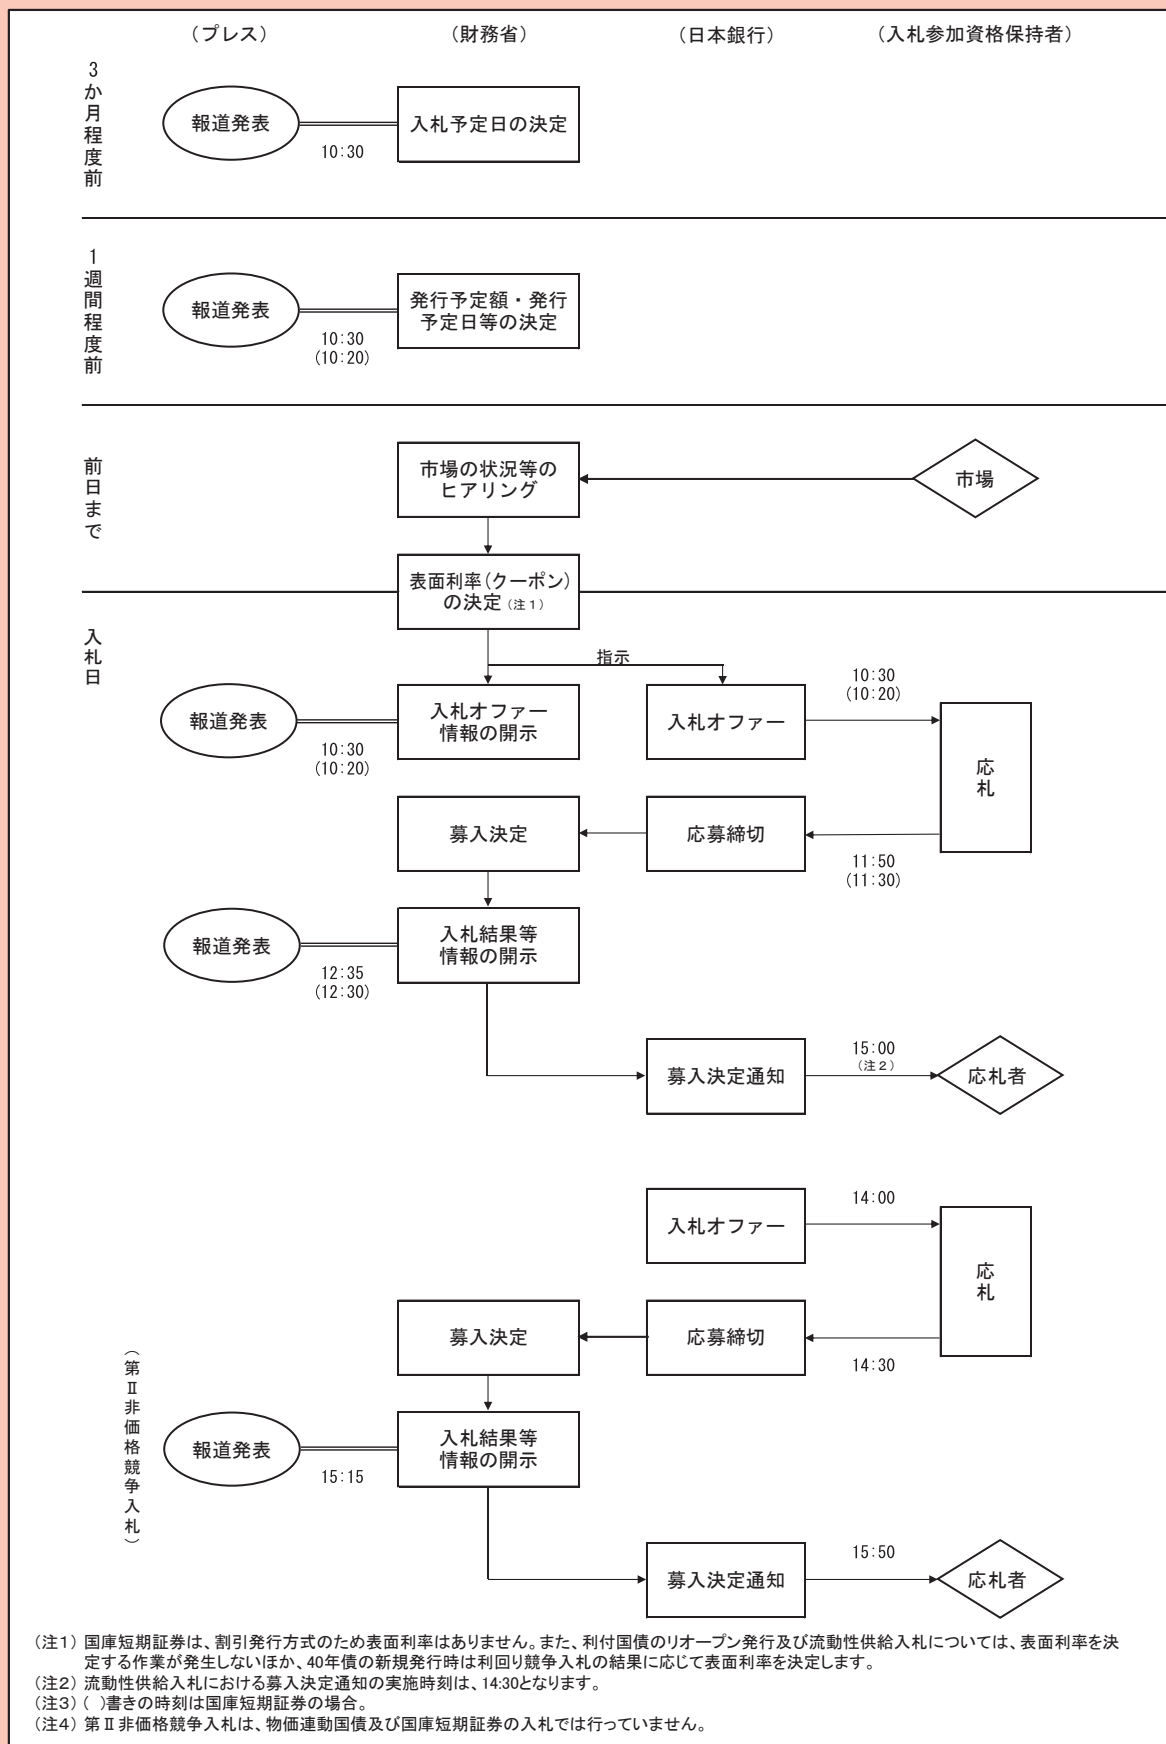 （プレス） （財務省） （日本銀行） （入札参加資格保持者）
3か月程度前
報道発表
10:30
入札予定日の決定
1週間程度前
報道発表
10:30
(10:20)
発行予定額・発行
予定日等の決定
前日まで
市場の状況等の
ヒアリング
市場
表面利率(クーポン)
の決定（注１）
入札日
指示
報道発表
10:30
(10:20)
入札オファー
情報の開示
入札オファー
10:30
(10:20)
応札
募入決定
応募締切
11:50
(11:30)
報道発表
12:35
(12:30)
入札結果等
情報の開示
募入決定通知
15:00
（注２）
応札者
（第Ⅱ非価格競争入札）
入札オファー
14:00
応札
募入決定
応募締切
14:30
報道発表
15:15
入札結果等
情報の開示
募入決定通知
15:50
応札者
（注1） 国庫短期証券は、割引発行方式のため表面利率はありません。また、利付国債のリオープン発行及び流動性供給入札については、表面利率を決
定する作業が発生しないほか、40年債の新規発行時は利回り競争入札の結果に応じて表面利率を決定します。
（注2） 流動性供給入札における募入決定通知の実施時刻は、14:30となります。
（注3） （ ）書きの時刻は国庫短期証券の場合。
（注4） 第Ⅱ非価格競争入札は、物価連動国債及び国庫短期証券の入札では行っていません。